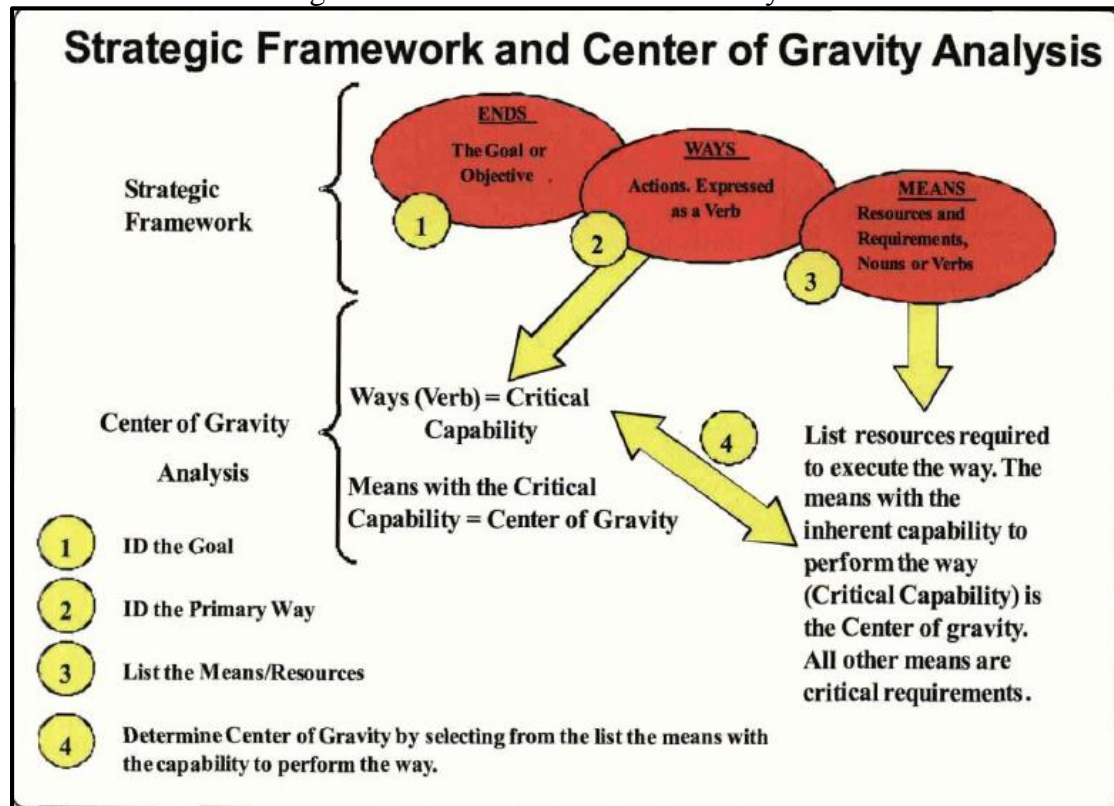 Strategic Framework and Center of Gravity Analysis
Strategic
Framework
ENDS
The Goal or
Objective
1
WAYS
Actions. Expressed
as a Verb
2
MEANS
Resources and
Requirements,
Nouns or Verbs
3
Center of Gravity
Analysis
Ways (Verb) = Critical
Capability
Means with the Critical
Capability = Center of Gravity
4
List resources required
to execute the way. The
means with the
inherent capability to
perform the way
(Critical Capability) is
the Center of gravity.
All other means are
critical requirements.
1 ID the Goal
2 ID the Primary Way
3 List the Means/Resources
4 Determine Center of Gravity by selecting from the list the means with
the capability to perform the way.